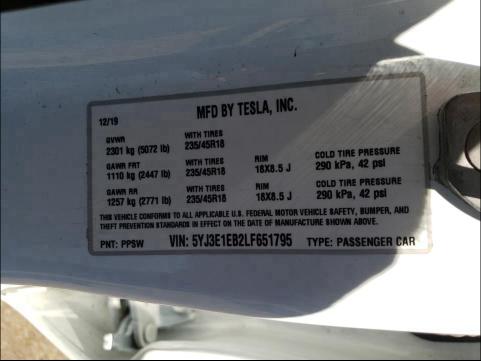 12/19 MFD BY TESLA, INC.
GVWR WITH TIRES
2301 kg (5072 lb) 235/45R18
GAWR FRT WITH TIRES RIM COLD TIRE PRESSURE
1110 kg (2447 lb) 235/45R18 18X8.5 J 290 kPa, 42 psi
GAWR RR WITH TIRES RIM COLD TIRE PRESSURE
1257 kg (2771 lb) 235/45R18 18X8.5 J 290 kPa, 42 psi
THIS VEHICLE CONFORMS TO ALL APPLICABLE U.S. FEDERAL MOTOR VEHICLE SAFETY, BUMPER, AND
THEFT PREVENTION STANDARDS IN EFFECT ON THE DATE OF MANUFACTURE SHOWN ABOVE.
PNT: PPSW VIN: 5YJ3E1EB2LF651795 TYPE: PASSENGER CAR